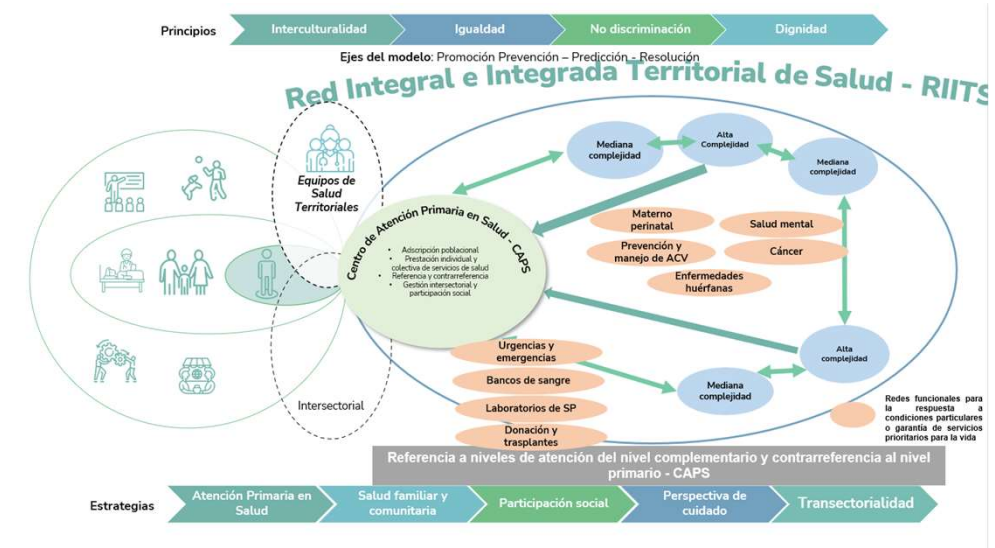 Principios
Interculturalidad
Igualdad
No discriminación
Dignidad
Ejes del modelo: Promoción Prevención – Predicción - Resolución
Red Integral e Integrada Territorial de Salud - RIITS
Equipos de
Salud
Territoriales
Centro de Atención Primaria en Salud - CAPS
• Adscripción poblacional
• Prestación individual y
colectiva de servicios de salud
• Referencia y contrarreferencia
• Gestión intersectorial y
participación social
Intersectorial
Mediana
complejidad
Alta
Complejidad
Mediana
complejidad
Materno
perinatal
Salud mental
Prevención y
manejo de ACV
Cáncer
Enfermedades
huérfanas
Alta
complejidad
Mediana
complejidad
Urgencias y
emergencias
Bancos de sangre
Laboratorios de SP
Donación y
trasplantes
Redes funcionales para
la respuesta a
condiciones particulares
o garantía de servicios
prioritarios para la vida
Referencia a niveles de atención del nivel complementario y contrarreferencia al nivel
primario - CAPS
Estrategias
Atención Primaria en
Salud
Salud familiar y
comunitaria
Participación social
Perspectiva de
cuidado
Transectorialidad